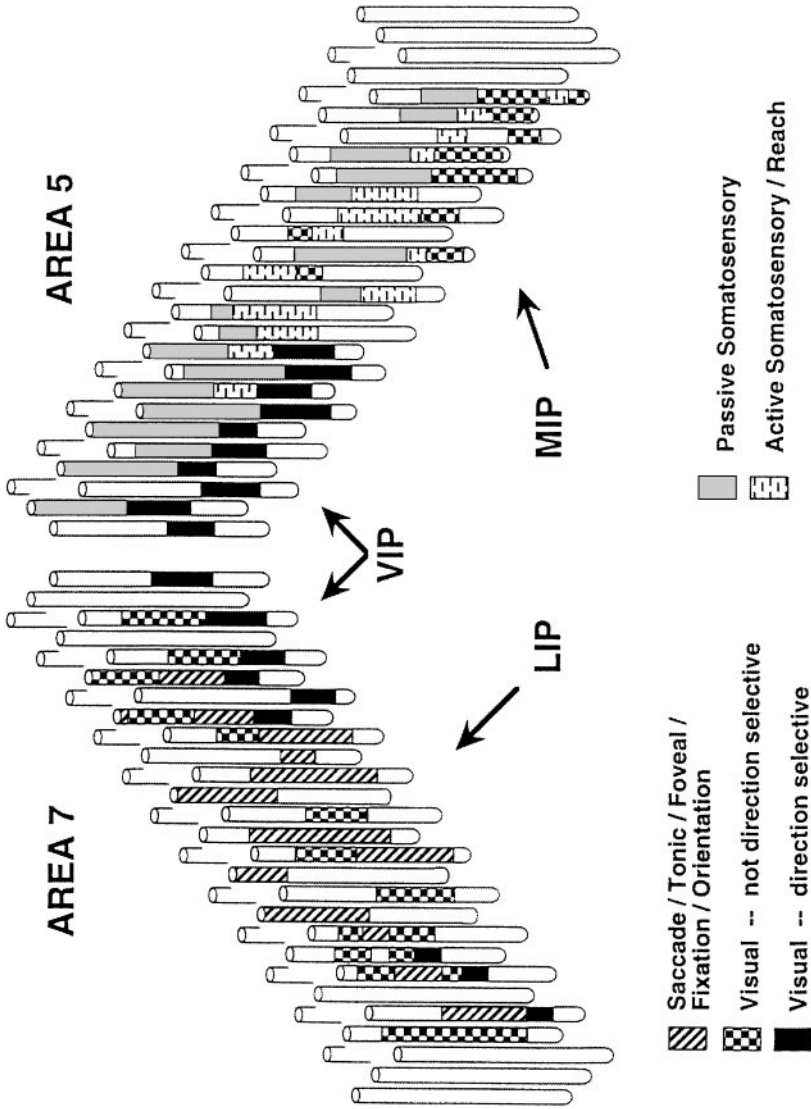 AREA 7
AREA 5
VIP
LIP
MIP
Saccade / Tonic / Foveal /
Fixation / Orientation
Visual -- not direction selective
Visual -- direction selective
Passive Somatosensory
Active Somatosensory / Reach